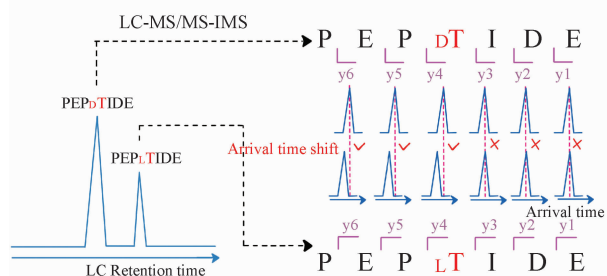 LC-MS/MS-IMS
P E P DT I D E
y6 y5 y4 y3 y2 y1
PEPDTIDE
PEPLTIDE
Arrival time shift ✓ ✓ ✓ × × ×
Arrival time
y6 y5 y4 y3 y2 y1
P E P LT I D E
LC Retention time